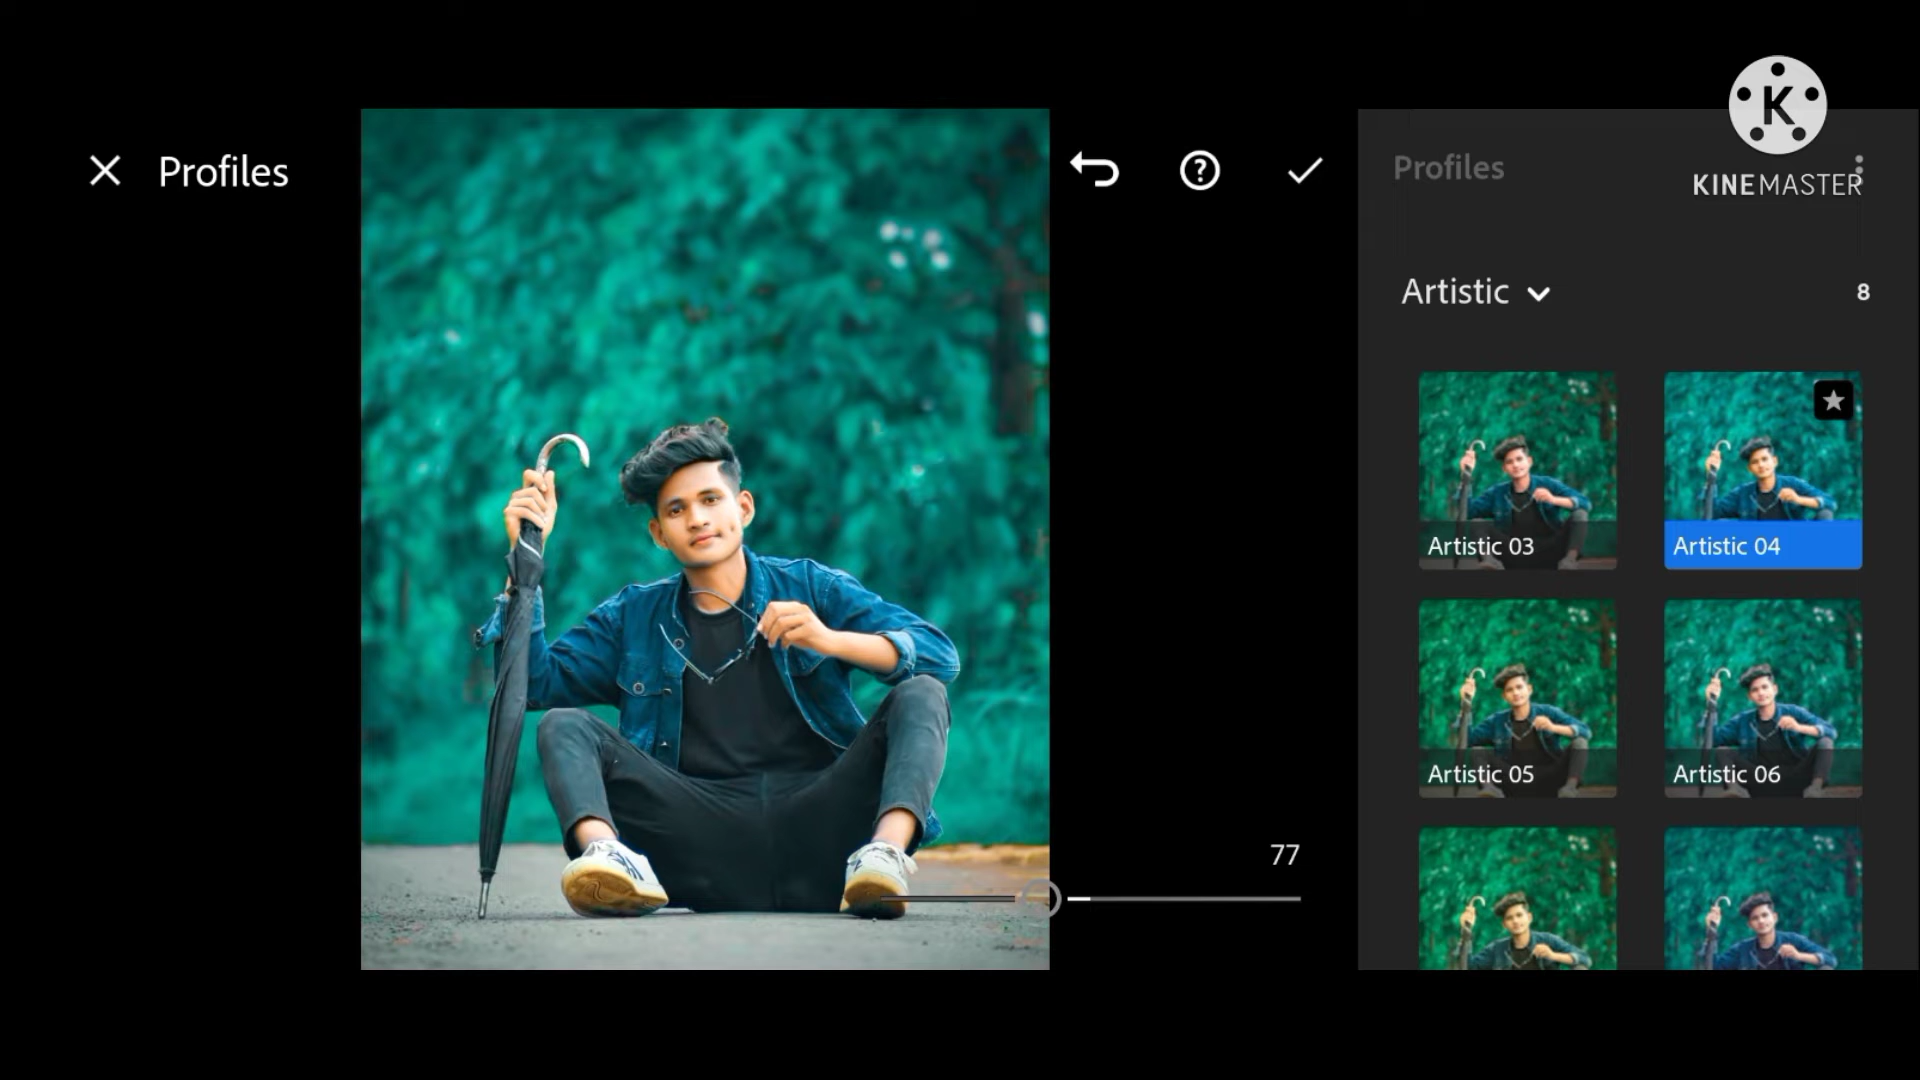 Profiles
Profiles
K
KINEMASTER
Artistic
8
Artistic 03
Artistic 04
Artistic 05
Artistic 06
77